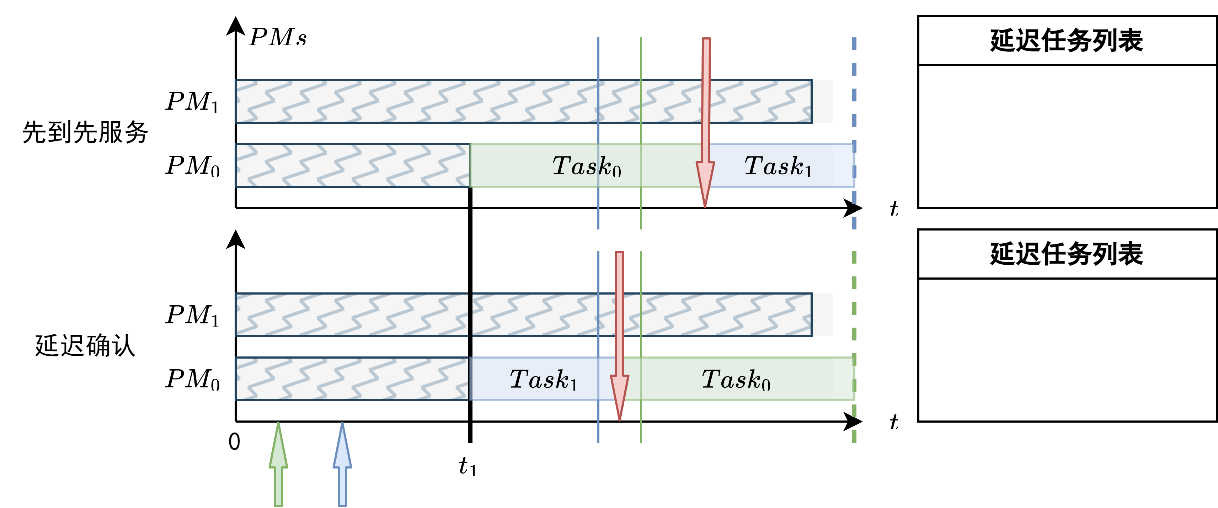 PMs
延迟任务列表
PM₁
先到先服务
PM₀
Task₀
Task₁
t
延迟任务列表
PM₁
延迟确认
PM₀
Task₁
Task₀
t
0
t₁